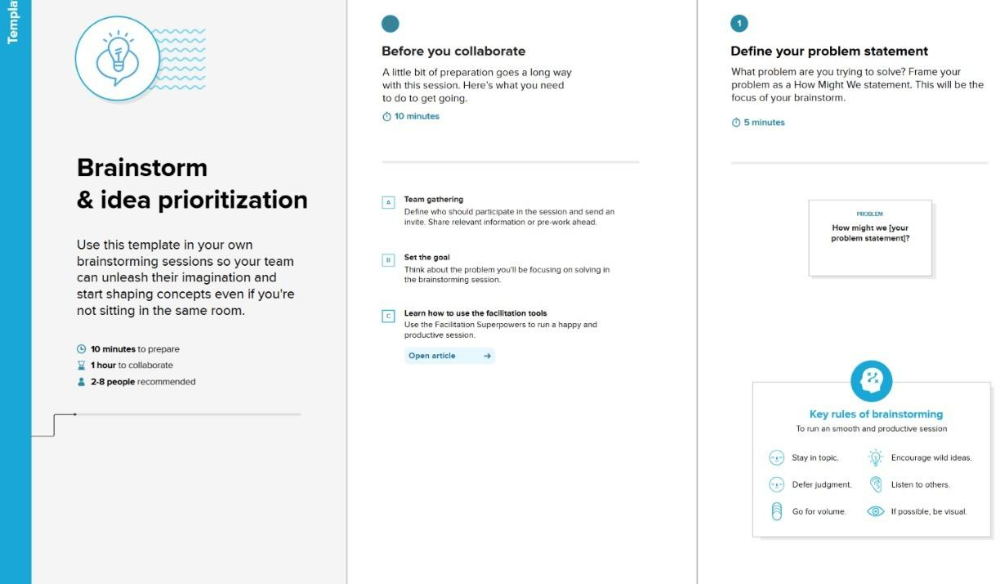 Templa
Brainstorm
& idea prioritization
Use this template in your own
brainstorming sessions so your team
can unleash their imagination and
start shaping concepts even if you're
not sitting in the same room.
10 minutes to prepare
1 hour to collaborate
2-8 people recommended
Before you collaborate
A little bit of preparation goes a long way
with this session. Here's what you need
to do to get going.
10 minutes
A
Team gathering
Define who should participate in the session and send an
invite. Share relevant information or pre-work ahead.
B
Set the goal
Think about the problem you'll be focusing on solving in
the brainstorming session.
C
Learn how to use the facilitation tools
Use the Facilitation Superpowers to run a happy and
productive session.
Open article
1
Define your problem statement
What problem are you trying to solve? Frame your
problem as a How Might We statement. This will be the
focus of your brainstorm.
5 minutes
PROBLEM
How might we [your
problem statement]?
Key rules of brainstorming
To run an smooth and productive session
Stay in topic.
Encourage wild ideas.
Defer judgment.
Listen to others.
Go for volume.
If possible, be visual.